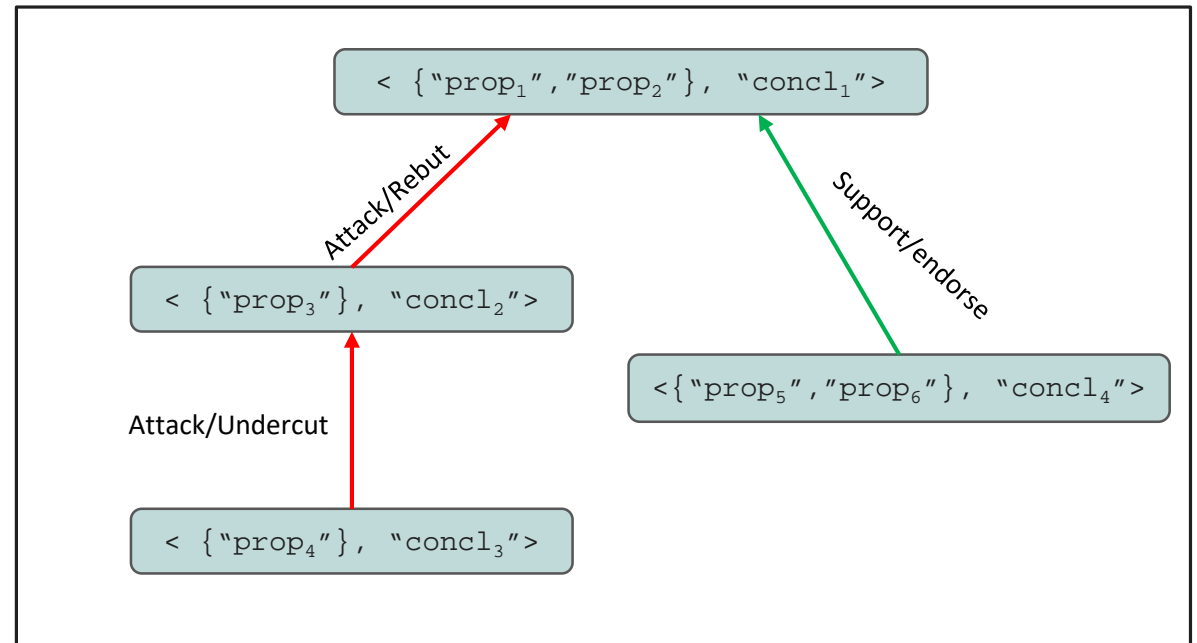 < {“prop₁”,”prop₂”}, “concl₁”>
Attack/Rebut
Support/endorse
< {“prop₃”}, “concl₂”>
<{“prop₅”,”prop₆”}, “concl₄”>
Attack/Undercut
< {“prop₄”}, “concl₃”>